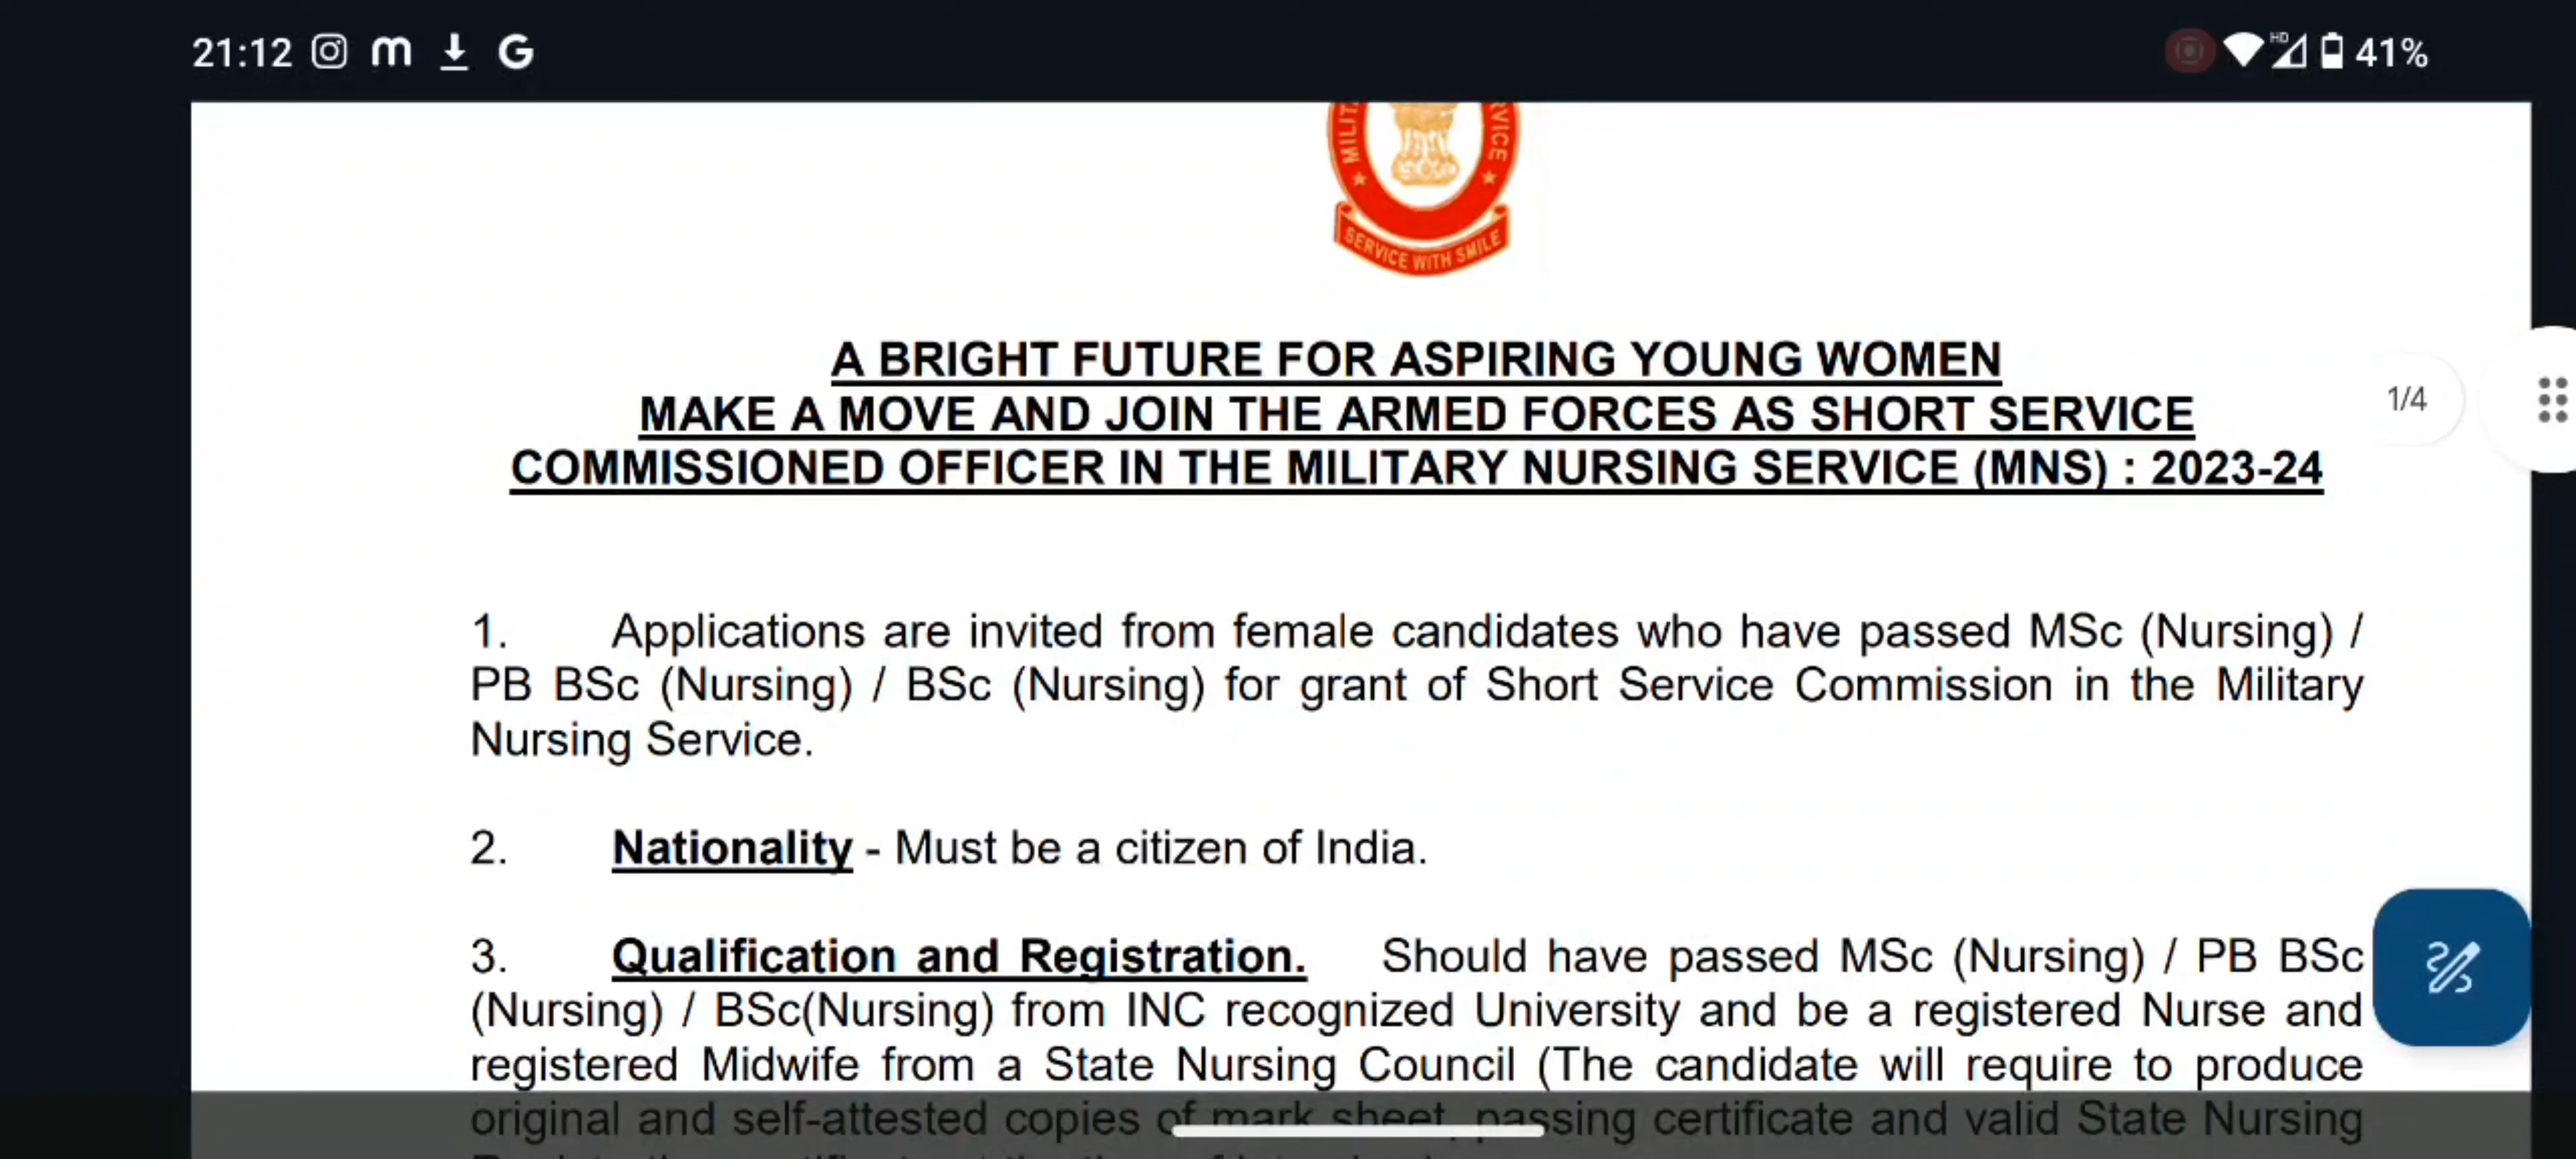 21:12 m G HD 41%
MILIT RVICE
SERVICE WITH SMILE
A BRIGHT FUTURE FOR ASPIRING YOUNG WOMEN
MAKE A MOVE AND JOIN THE ARMED FORCES AS SHORT SERVICE
COMMISSIONED OFFICER IN THE MILITARY NURSING SERVICE (MNS) : 2023-24
1/4
1. Applications are invited from female candidates who have passed MSc (Nursing) /
PB BSc (Nursing) / BSc (Nursing) for grant of Short Service Commission in the Military
Nursing Service.
2. Nationality - Must be a citizen of India.
3. Qualification and Registration. Should have passed MSc (Nursing) / PB BSc
(Nursing) / BSc(Nursing) from INC recognized University and be a registered Nurse and
registered Midwife from a State Nursing Council (The candidate will require to produce
original and self-attested copies of mark sheet, passing certificate and valid State Nursing